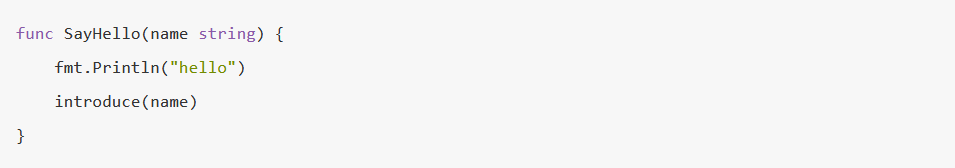 func SayHello(name string) {
    fmt.Println("hello")
    introduce(name)
}